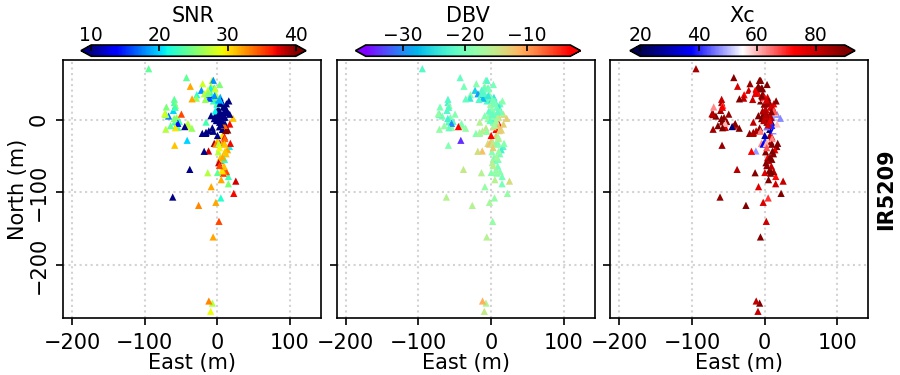 SNR DBV Xc
10 20 30 40 −30 −20 −10 20 40 60 80
North (m)
0
−100
−200
−200 −100 0 100 −200 −100 0 100 −200 −100 0 100
East (m) East (m) East (m)
IR5209